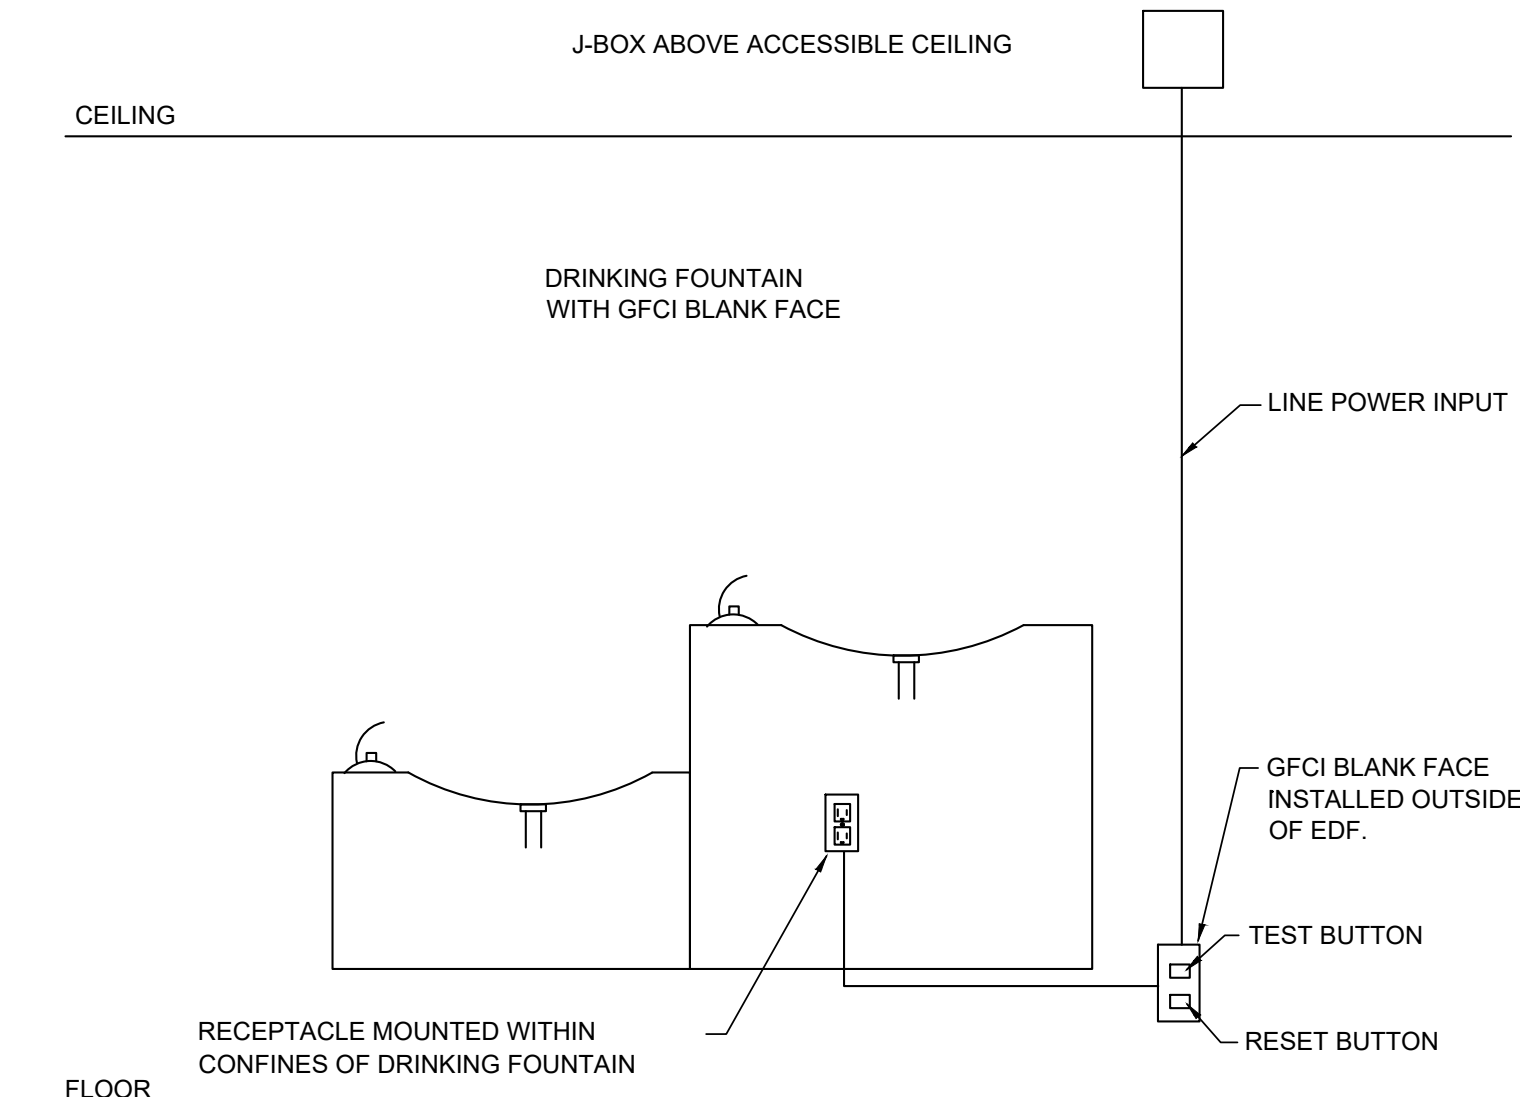 J-BOX ABOVE ACCESSIBLE CEILING
CEILING
DRINKING FOUNTAIN
WITH GFCI BLANK FACE
LINE POWER INPUT
GFCI BLANK FACE
INSTALLED OUTSIDE
OF EDF.
TEST BUTTON
RECEPTACLE MOUNTED WITHIN
CONFINES OF DRINKING FOUNTAIN
RESET BUTTON
FLOOR